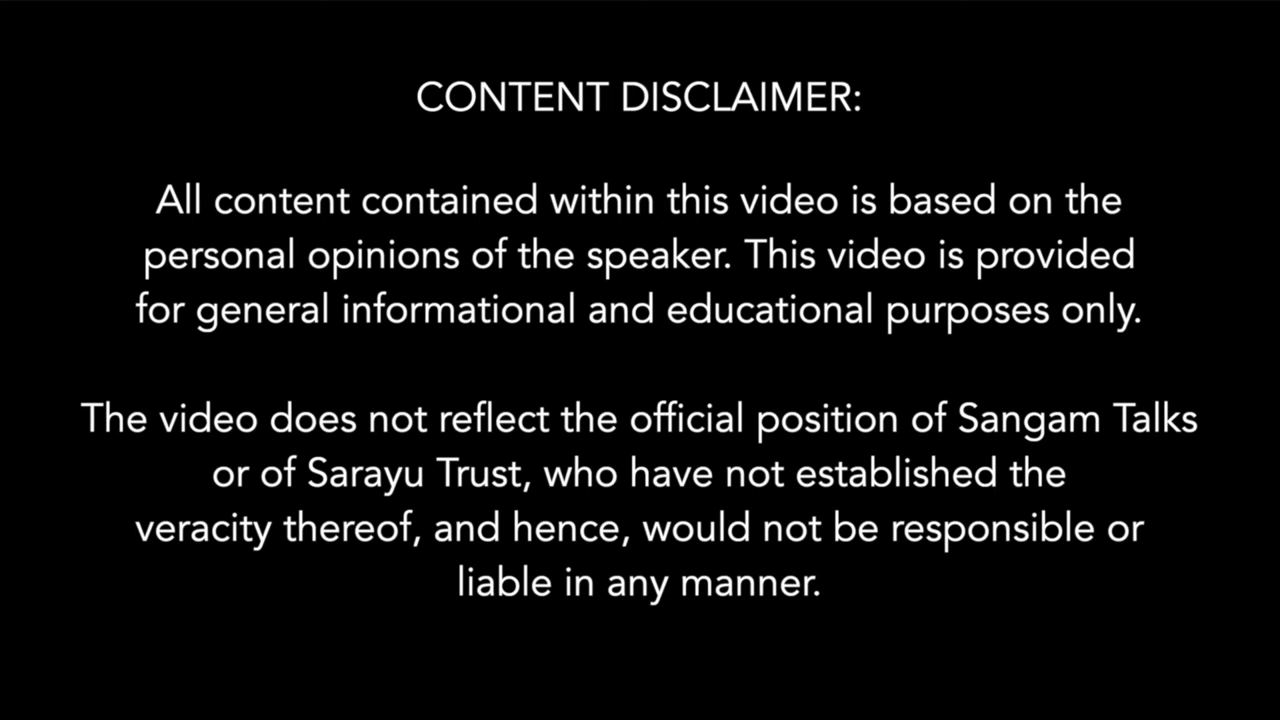 CONTENT DISCLAIMER:
All content contained within this video is based on the
personal opinions of the speaker. This video is provided
for general informational and educational purposes only.
The video does not reflect the official position of Sangam Talks
or of Sarayu Trust, who have not established the
veracity thereof, and hence, would not be responsible or
liable in any manner.